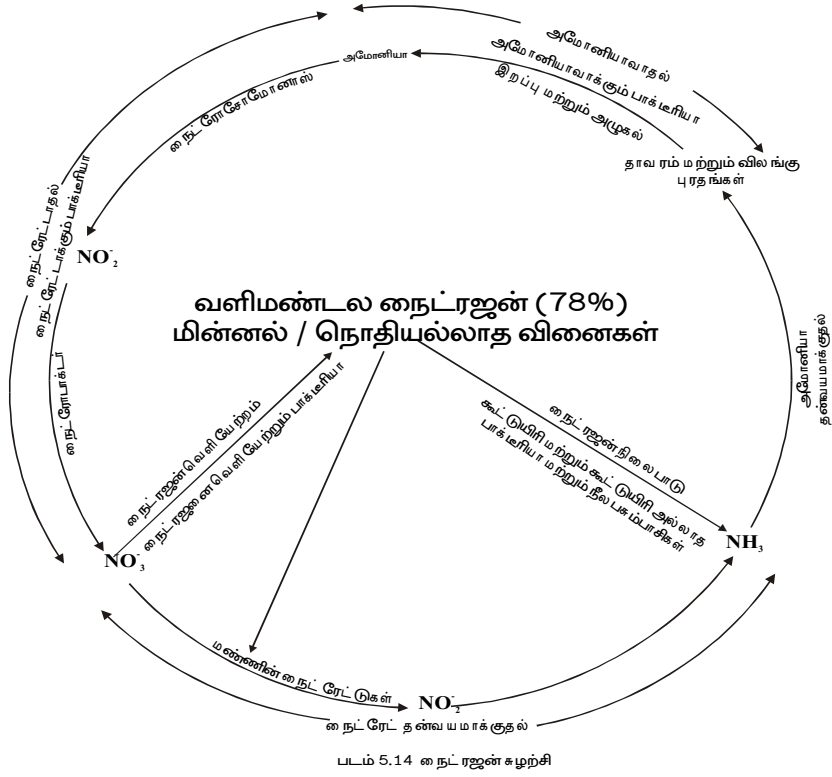 அமோனியாவாதல்
அமோனியாவாக்கும் பாக்டீரியா
அமோனியா
இறப்பு மற்றும் அழுகல்
நைட்ரோசோமோனாஸ்
தாவரம் மற்றும் விலங்கு
புரதங்கள்
நைட்ரேட்டாதல்
நைட்ரேட்டாக்கும் பாக்டீரியா
NO₂⁻
வளிமண்டல நைட்ரஜன் (78%)
மின்னல் / நொதியல்லாத வினைகள்
அமோனியா
தன்வயமாக்குதல்
நைட்ரோபாக்டர்
நைட்ரஜன் வெளியேற்றம்
நைட்ரஜனை வெளியேற்றும் பாக்டீரியா
நைட்ரஜன் நிலைபாடு
கூட்டுயிரி மற்றும் கூட்டுயிரி அல்லாத
பாக்டீரியா மற்றும் நீல பசும்பாசிகள்
NO₃⁻
NH₃
மண்ணின் நைட்ரேட்டுகள்
NO₂⁻
நைட்ரேட் தன்வயமாக்குதல்
படம் 5.14 நைட்ரஜன் சுழற்சி